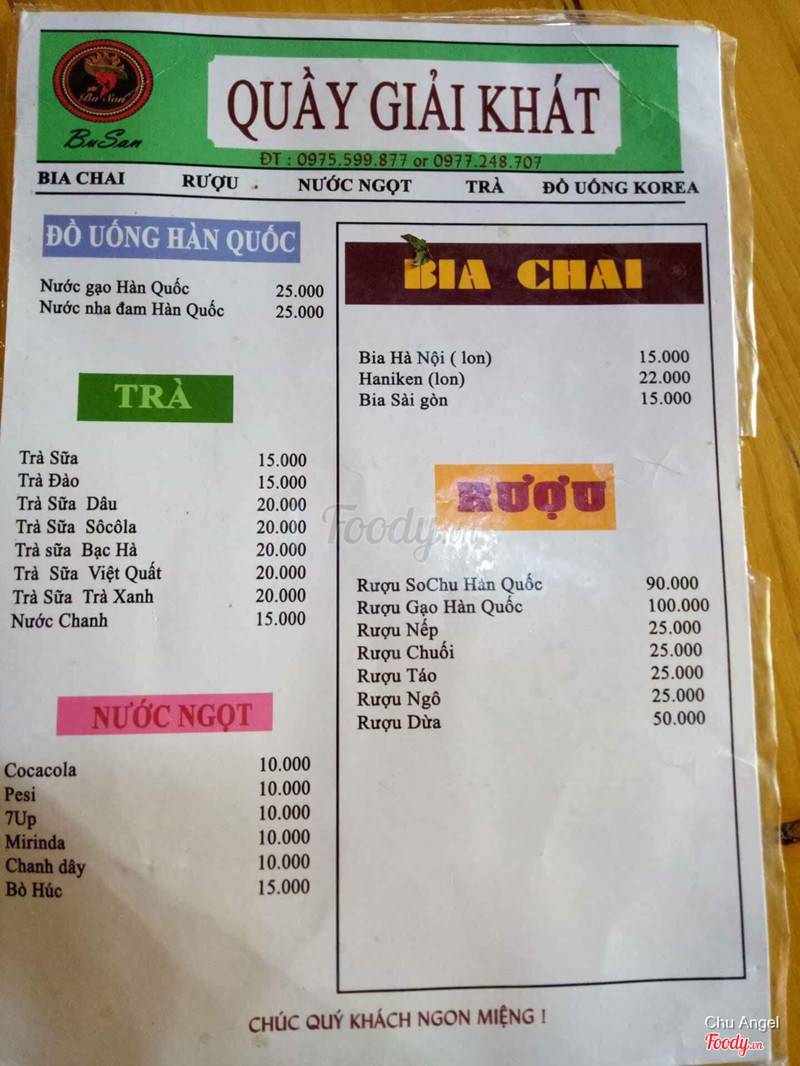 Bu San
BuSan
QUẦY GIẢI KHÁT
ĐT : 0975.599.877 or 0977.248.707
BIA CHAI RƯỢU NƯỚC NGỌT TRÀ ĐỒ UỐNG KOREA
ĐỒ UỐNG HÀN QUỐC
Nước gạo Hàn Quốc 25.000
Nước nha đam Hàn Quốc 25.000
TRÀ
Trà Sữa 15.000
Trà Đào 15.000
Trà Sữa Dâu 20.000
Trà Sữa Sôcôla 20.000
Trà sữa Bạc Hà 20.000
Trà Sữa Việt Quất 20.000
Trà Sữa Trà Xanh 20.000
Nước Chanh 15.000
NƯỚC NGỌT
Cocacola 10.000
Pesi 10.000
7Up 10.000
Mirinda 10.000
Chanh dây 10.000
Bò Húc 15.000
BIA CHAI
Bia Hà Nội ( lon) 15.000
Haniken (lon) 22.000
Bia Sài gòn 15.000
RƯỢU
Rượu SoChu Hàn Quốc 90.000
Rượu Gạo Hàn Quốc 100.000
Rượu Nếp 25.000
Rượu Chuối 25.000
Rượu Táo 25.000
Rượu Ngô 25.000
Rượu Dừa 50.000
CHÚC QUÝ KHÁCH NGON MIỆNG !
Foody.vn
Chu Angel
Foody.vn